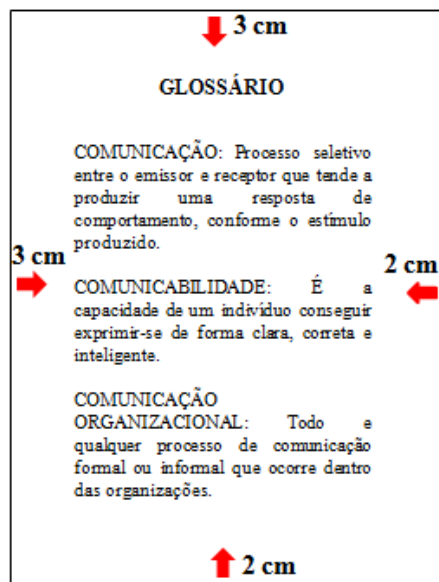 3 cm
GLOSSÁRIO
COMUNICAÇÃO: Processo seletivo
entre o emissor e receptor que tende a
produzir uma resposta de
comportamento, conforme o estímulo
produzido.
3 cm
2 cm
COMUNICABILIDADE: É a
capacidade de um indivíduo conseguir
exprimir-se de forma clara, correta e
inteligente.
COMUNICAÇÃO
ORGANIZACIONAL: Todo e
qualquer processo de comunicação
formal ou informal que ocorre dentro
das organizações.
2 cm